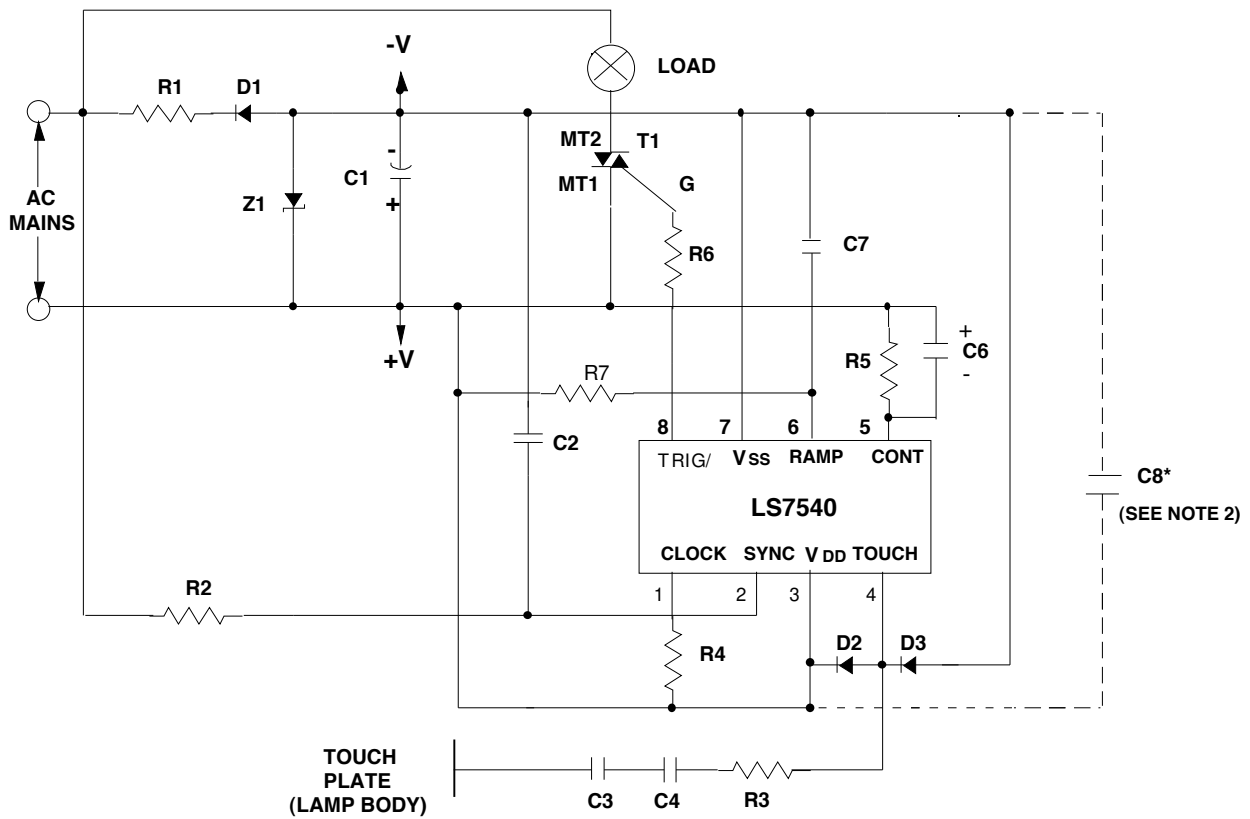 -V
LOAD
R1
D1
MT2
T1
-
C1
+
MT1
G
AC
MAINS
Z1
R6
C7
+V
R7
R5
+
C6
-
C2
8
7
6
5
TRIG/
VSS
RAMP
CONT
LS7540
C8*
(SEE NOTE 2)
CLOCK
SYNC
VDD
TOUCH
R2
1
2
3
4
R4
D2
D3
TOUCH
PLATE
(LAMP BODY)
C3
C4
R3